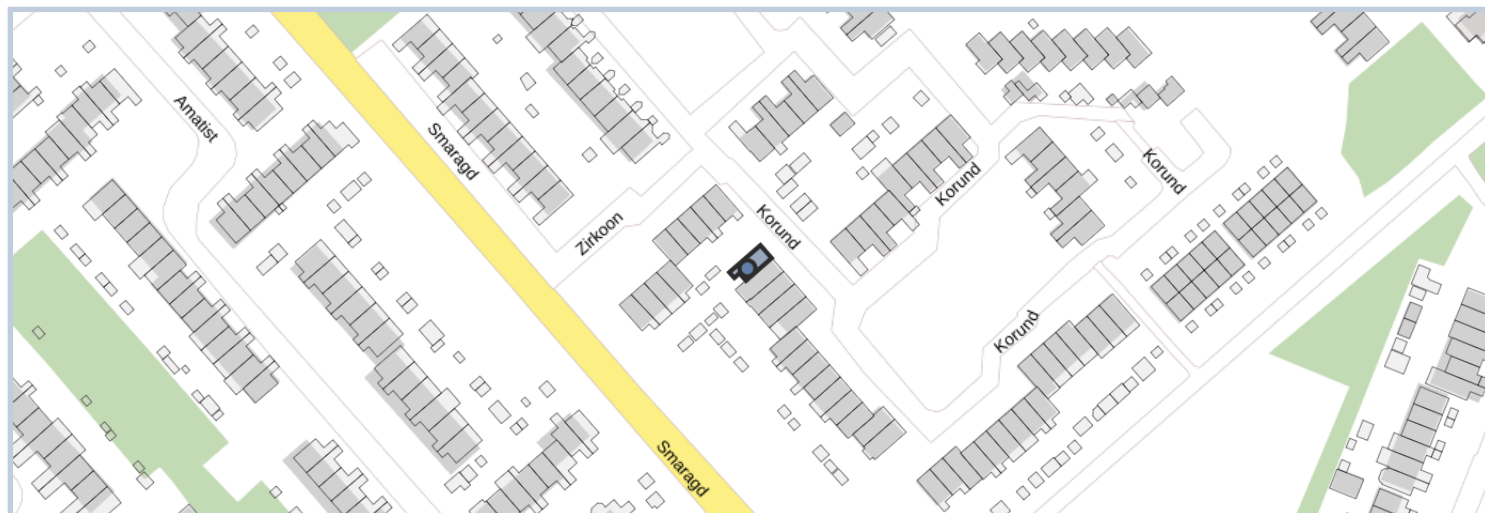 Amatist
Smaragd
Korund
Korund
Korund
Zirkoon
Korund
Smaragd